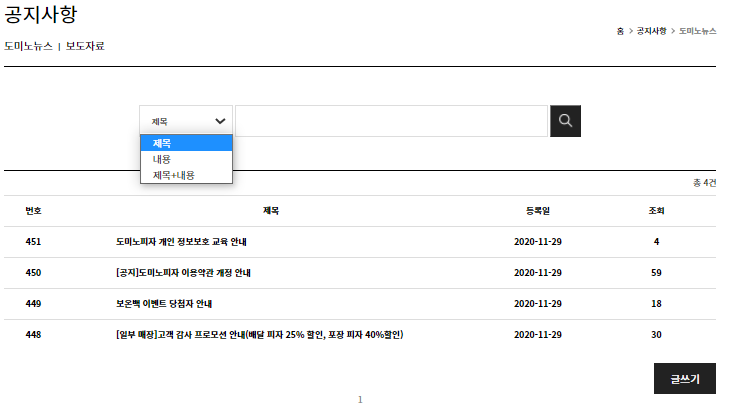 공지사항
홈 > 공지사항 > 도미노뉴스
도미노뉴스 | 보도자료
제목
제목
내용
제목+내용
총 4건
번호 제목 등록일 조회
451 도미노피자 개인 정보보호 교육 안내 2020-11-29 4
450 [공지]도미노피자 이용약관 개정 안내 2020-11-29 59
449 보온백 이벤트 당첨자 안내 2020-11-29 18
448 [일부 매장]고객 감사 프로모션 안내(배달 피자 25% 할인, 포장 피자 40%할인) 2020-11-29 30
글쓰기
1